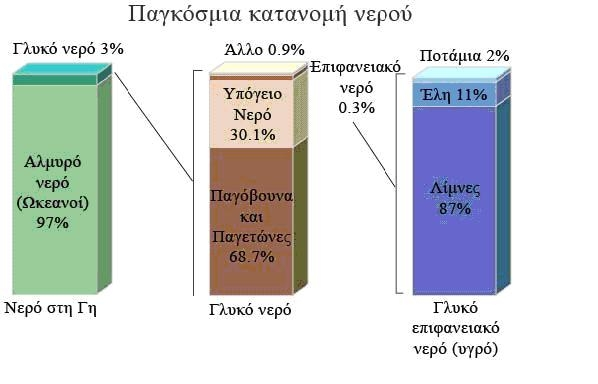 Παγκόσμια κατανομή νερού
Γλυκό νερό 3%
Αλμυρό
νερό
(Ωκεανοί)
97%
Νερό στη Γη
Άλλο 0.9%
Υπόγειο
Νερό
30.1%
Παγόβουνα
και
Παγετώνες
68.7%
Γλυκό νερό
Επιφανειακό
νερό
0.3%
Ποτάμια 2%
Έλη 11%
Λίμνες
87%
Γλυκό
επιφανειακό
νερό (υγρό)